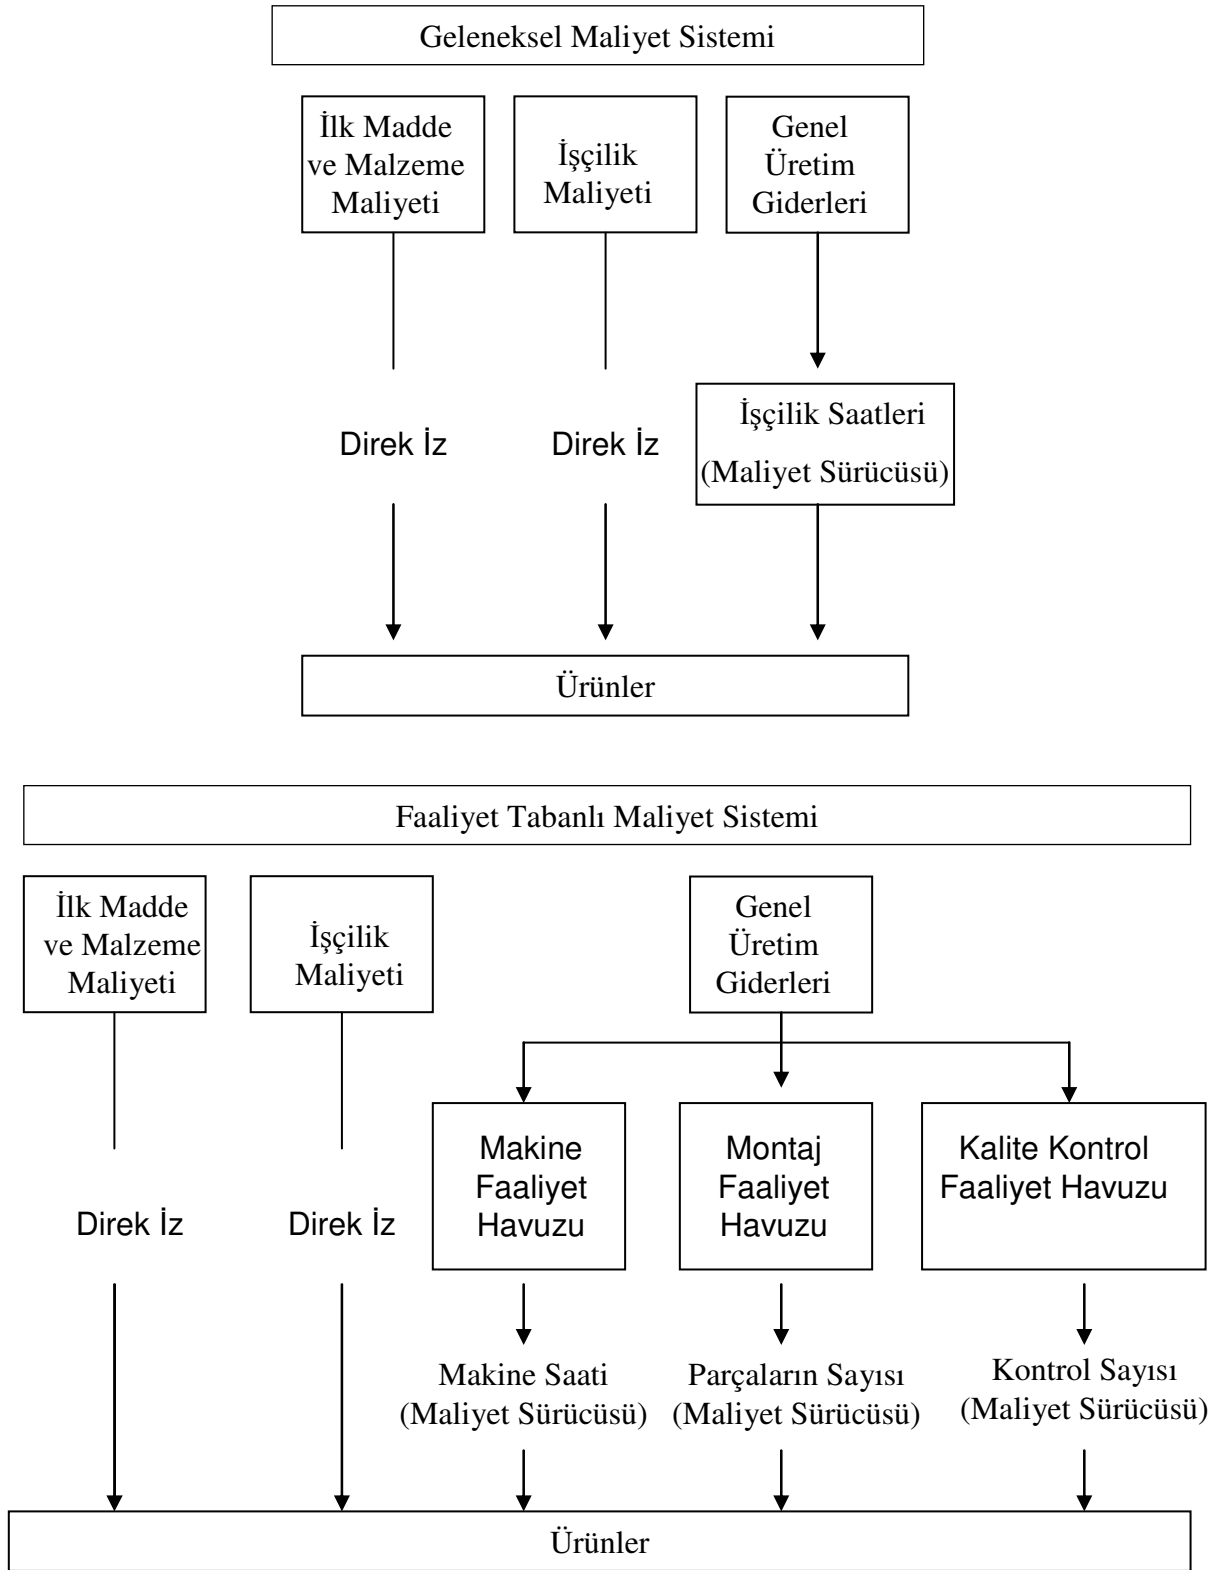 Geleneksel Maliyet Sistemi
İlk Madde
ve Malzeme
Maliyeti
İşçilik
Maliyeti
Genel
Üretim
Giderleri
Direk İz
Direk İz
İşçilik Saatleri
(Maliyet Sürücüsü)
Ürünler
Faaliyet Tabanlı Maliyet Sistemi
İlk Madde
ve Malzeme
Maliyeti
İşçilik
Maliyeti
Genel
Üretim
Giderleri
Direk İz
Direk İz
Makine
Faaliyet
Havuzu
Montaj
Faaliyet
Havuzu
Kalite Kontrol
Faaliyet Havuzu
Makine Saati
(Maliyet Sürücüsü)
Parçaların Sayısı
(Maliyet Sürücüsü)
Kontrol Sayısı
(Maliyet Sürücüsü)
Ürünler